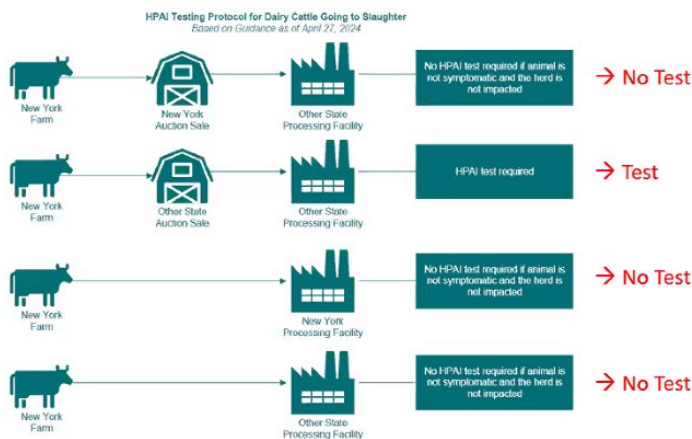 HPAI Testing Protocol for Dairy Cattle Going to Slaughter
Based on Guidance as of April 27, 2024
New York
Farm
New York
Auction Sale
Other State
Processing Facility
No HPAI test required if animal is
not symptomatic and the herd is
not impacted
→ No Test
New York
Farm
Other State
Auction Sale
Other State
Processing Facility
HPAI test required
→ Test
New York
Farm
New York
Processing Facility
No HPAI test required if animal is
not symptomatic and the herd is
not impacted
→ No Test
New York
Farm
Other State
Processing Facility
No HPAI test required if animal is
not symptomatic and the herd is
not impacted
→ No Test